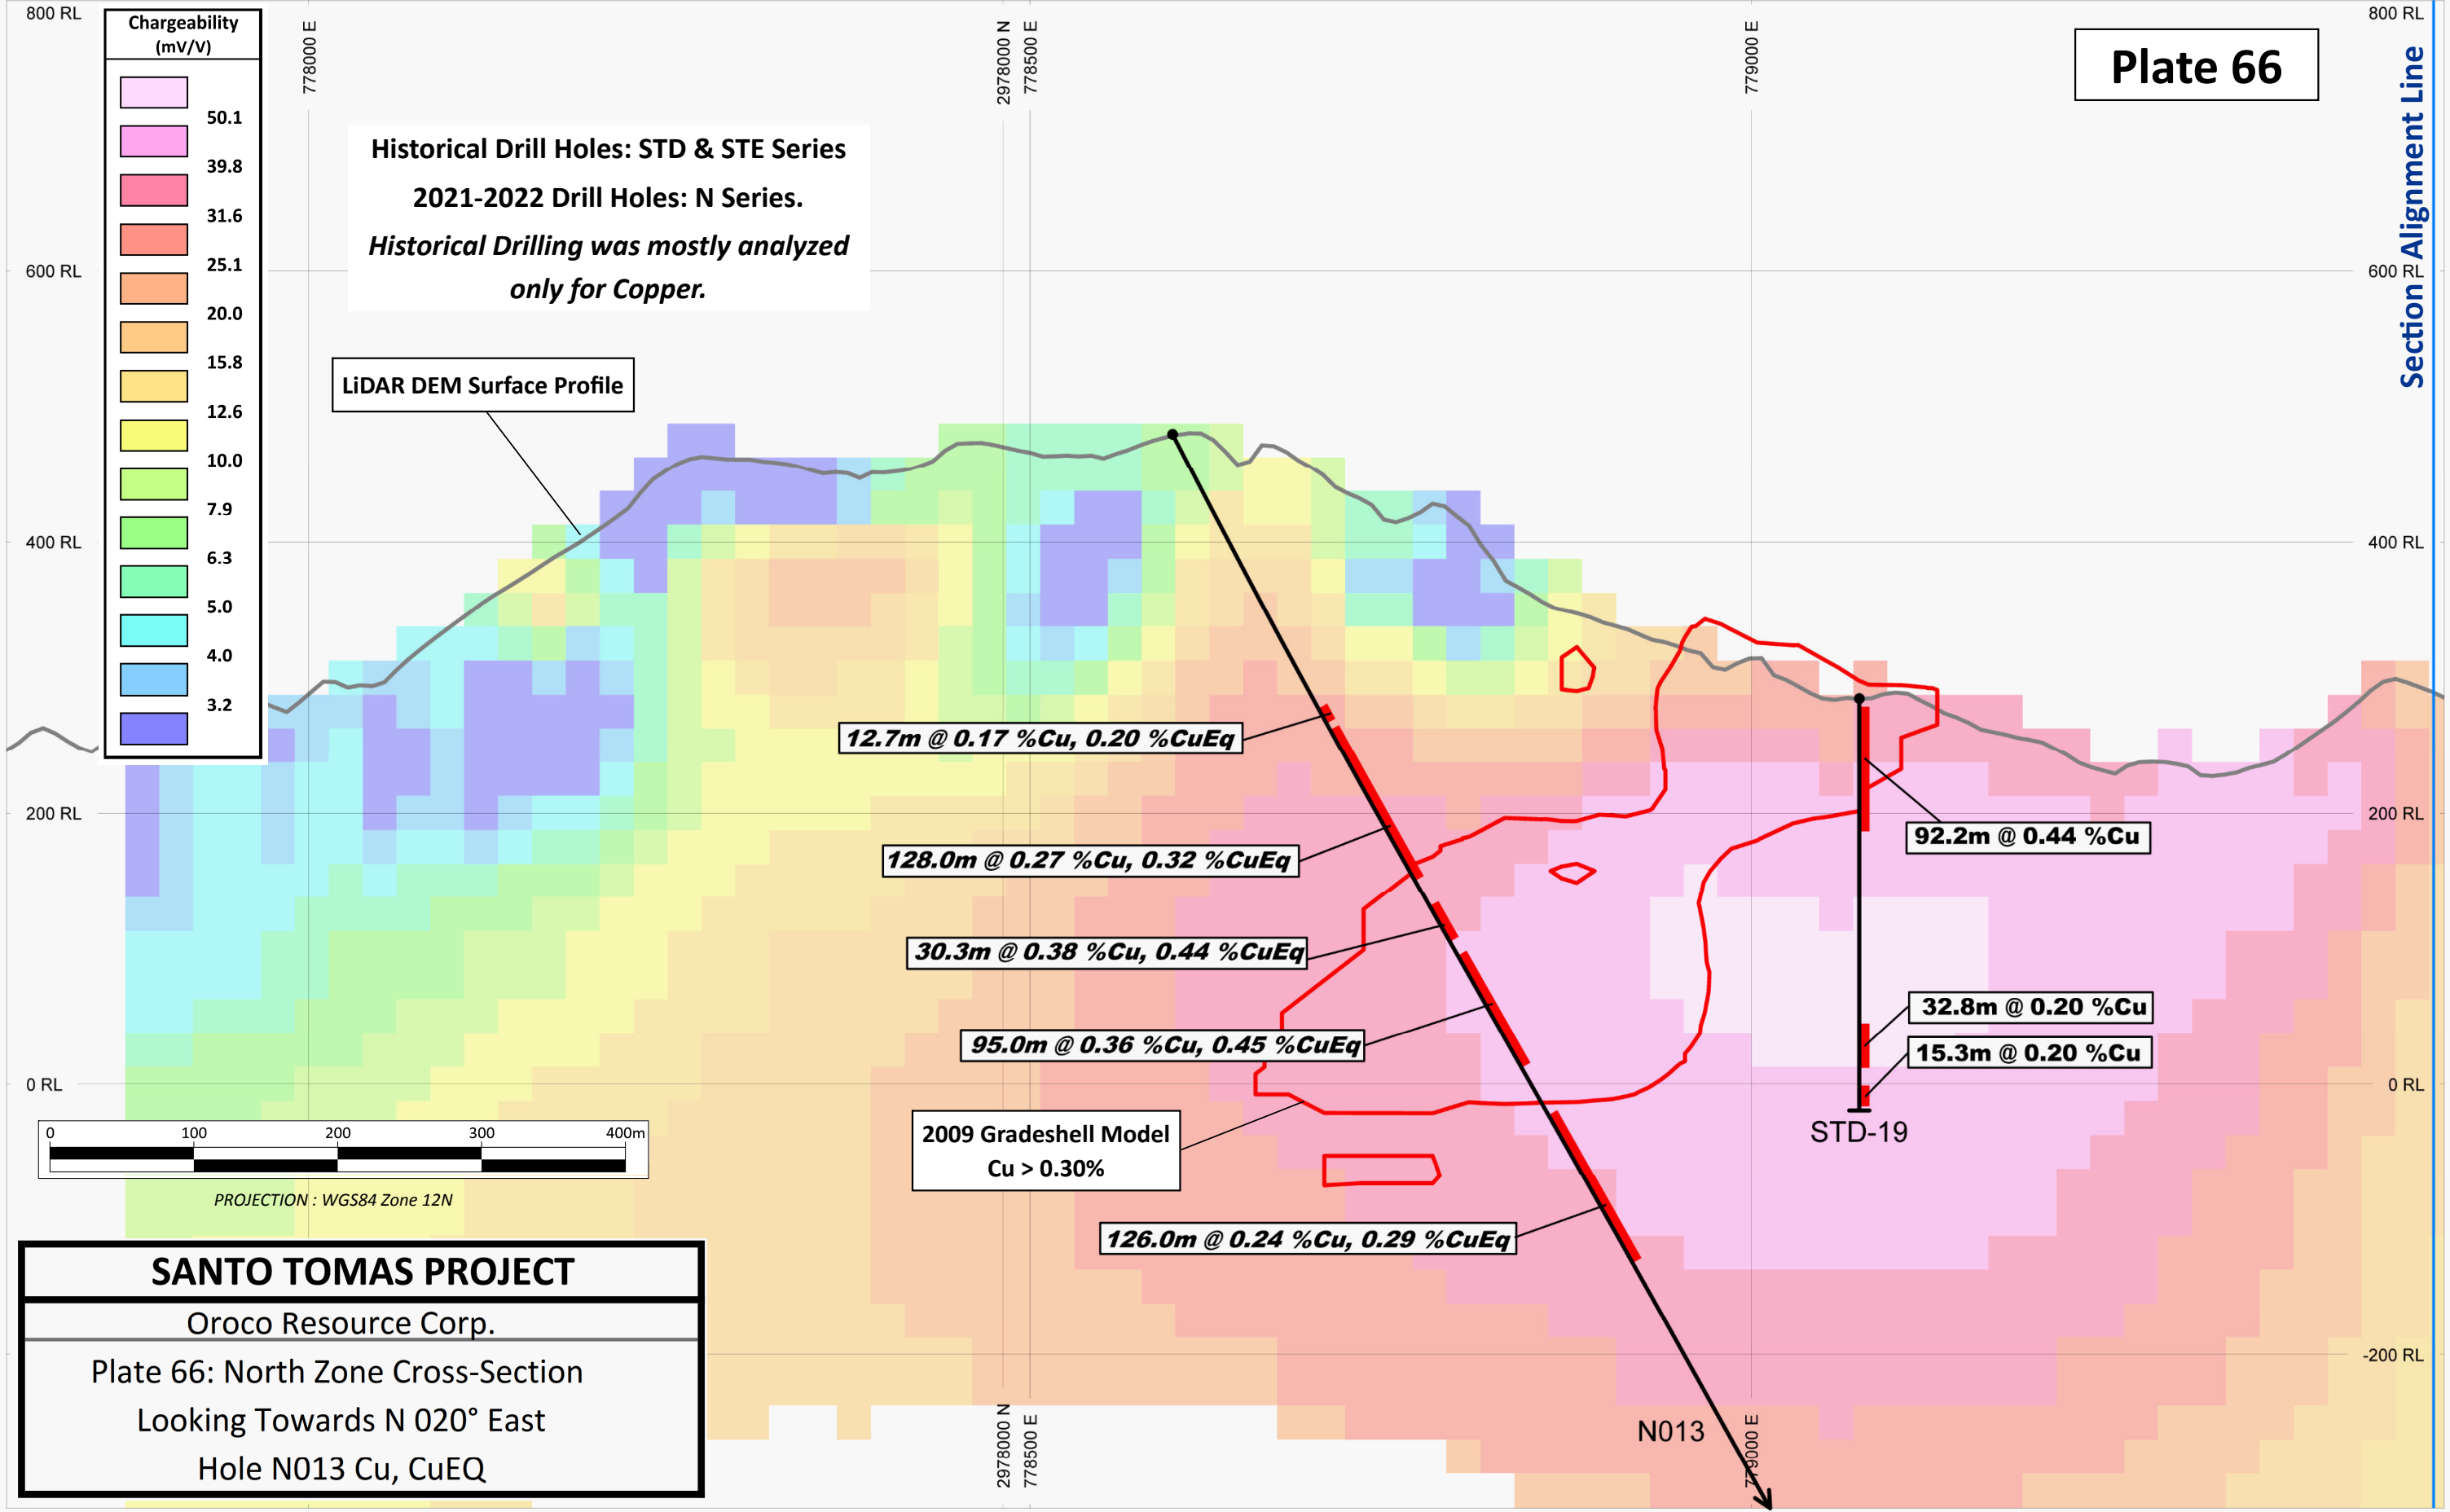 800 RL
800 RL
Chargeability
(mV/V)
50.1
39.8
31.6
25.1
20.0
15.8
12.6
10.0
7.9
6.3
5.0
4.0
3.2
778000 E
2978000 N
778500 E
779000 E
Plate 66
Section Alignment Line
Historical Drill Holes: STD & STE Series
2021-2022 Drill Holes: N Series.
Historical Drilling was mostly analyzed
only for Copper.
600 RL
600 RL
LiDAR DEM Surface Profile
400 RL
400 RL
12.7m @ 0.17 %Cu, 0.20 %CuEq
200 RL
200 RL
92.2m @ 0.44 %Cu
128.0m @ 0.27 %Cu, 0.32 %CuEq
30.3m @ 0.38 %Cu, 0.44 %CuEq
32.8m @ 0.20 %Cu
95.0m @ 0.36 %Cu, 0.45 %CuEq
15.3m @ 0.20 %Cu
0 RL
0 RL
2009 Gradeshell Model
Cu > 0.30%
STD-19
0 100 200 300 400m
PROJECTION : WGS84 Zone 12N
126.0m @ 0.24 %Cu, 0.29 %CuEq
SANTO TOMAS PROJECT
Oroco Resource Corp.
Plate 66: North Zone Cross-Section
Looking Towards N 020° East
Hole N013 Cu, CuEQ
-200 RL
2978000 N
778500 E
N013
779000 E